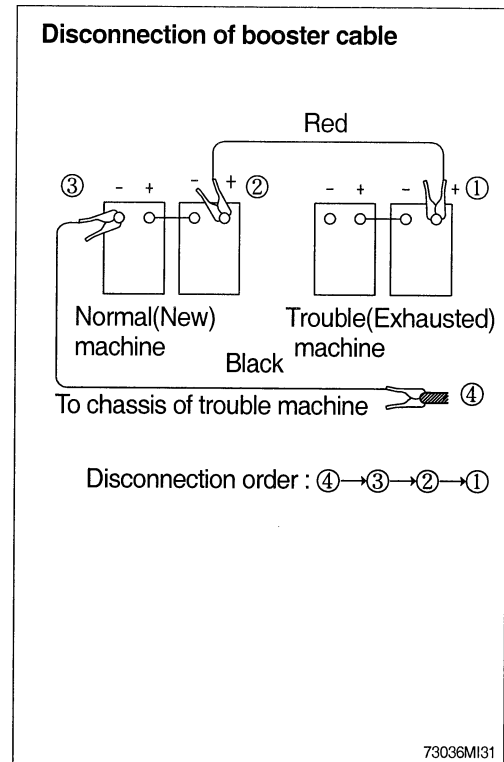 Disconnection of booster cable
Red
③ - + - + ② - + - + ①
Normal(New) machine
Trouble(Exhausted) machine
Black
To chassis of trouble machine ④
Disconnection order : ④→③→②→①
73036MI31